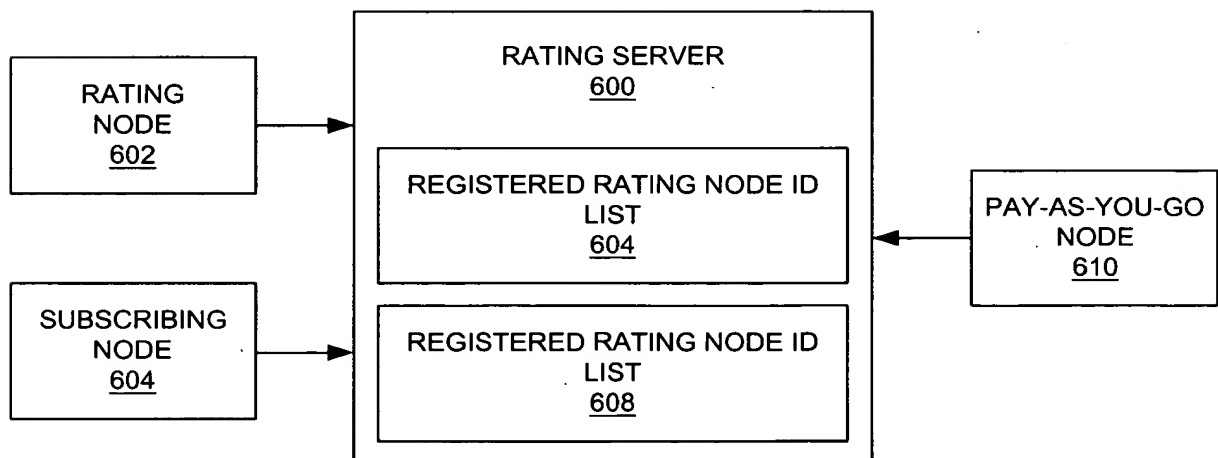 RATING
NODE
602
SUBSCRIBING
NODE
604
RATING SERVER
600
REGISTERED RATING NODE ID
LIST
604
REGISTERED RATING NODE ID
LIST
608
PAY-AS-YOU-GO
NODE
610